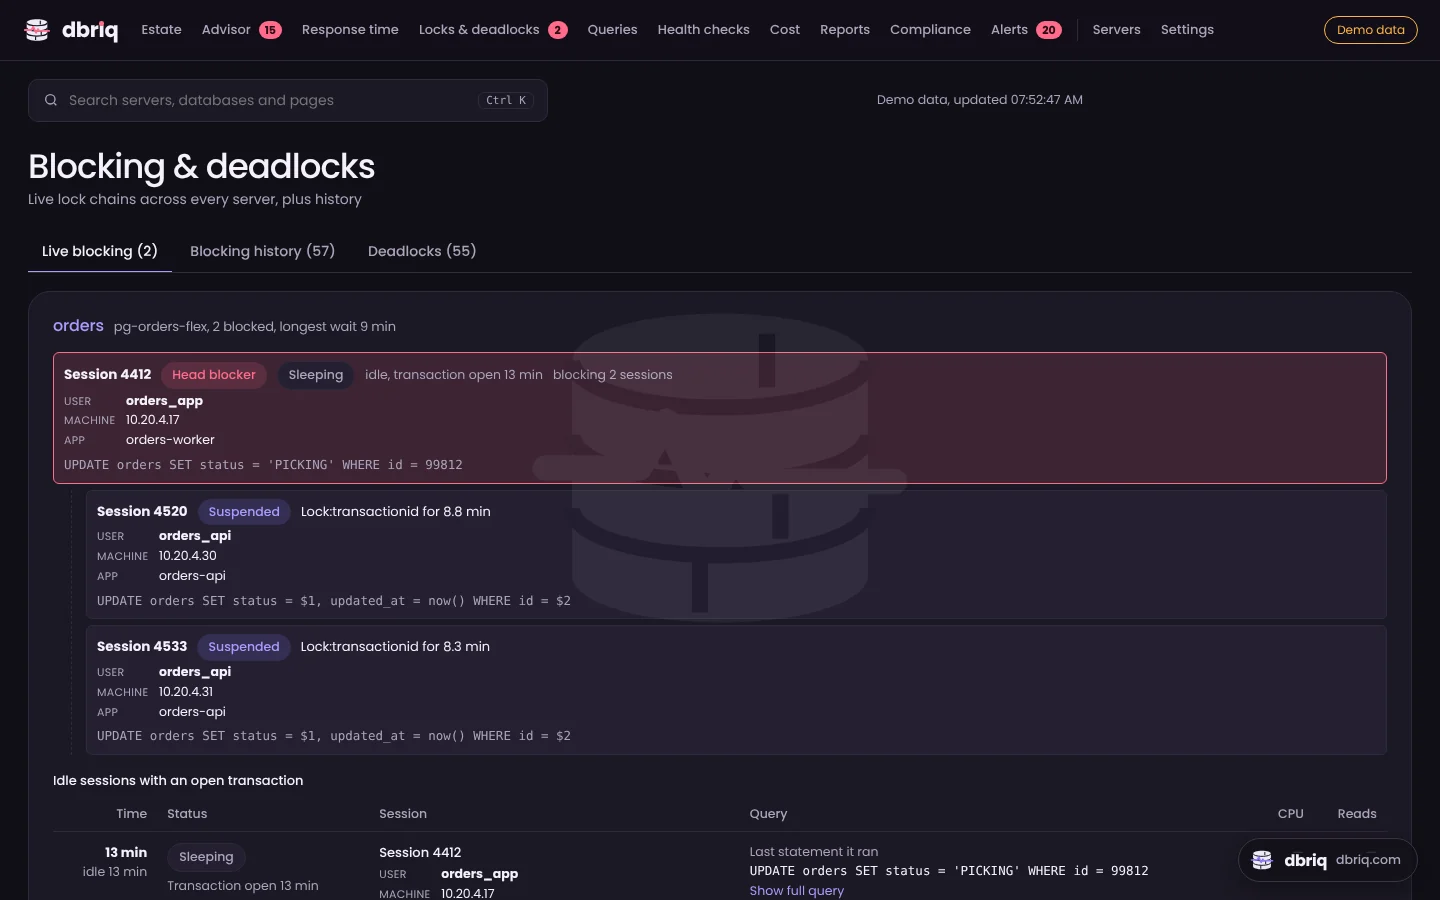 dbriq Estate Advisor 15 Response time Locks & deadlocks 2 Queries Health checks Cost Reports Compliance Alerts 20 Servers Settings Demo data
Search servers, databases and pages Ctrl K Demo data, updated 07:52:47 AM
Blocking & deadlocks
Live lock chains across every server, plus history
Live blocking (2) Blocking history (57) Deadlocks (55)
orders pg-orders-flex, 2 blocked, longest wait 9 min
Session 4412 Head blocker Sleeping idle, transaction open 13 min blocking 2 sessions
USER orders_app
MACHINE 10.20.4.17
APP orders-worker
UPDATE orders SET status = 'PICKING' WHERE id = 99812
Session 4520 Suspended Lock:transactionid for 8.8 min
USER orders_api
MACHINE 10.20.4.30
APP orders-api
UPDATE orders SET status = $1, updated_at = now() WHERE id = $2
Session 4533 Suspended Lock:transactionid for 8.3 min
USER orders_api
MACHINE 10.20.4.31
APP orders-api
UPDATE orders SET status = $1, updated_at = now() WHERE id = $2
Idle sessions with an open transaction
Time Status Session Query CPU Reads
13 min Sleeping Session 4412 Last statement it ran
idle 13 min USER orders_app UPDATE orders SET status = 'PICKING' WHERE id = 99812
Transaction open 13 min MACHINE 10.20.4.17 Show full query
dbriq dbriq.com